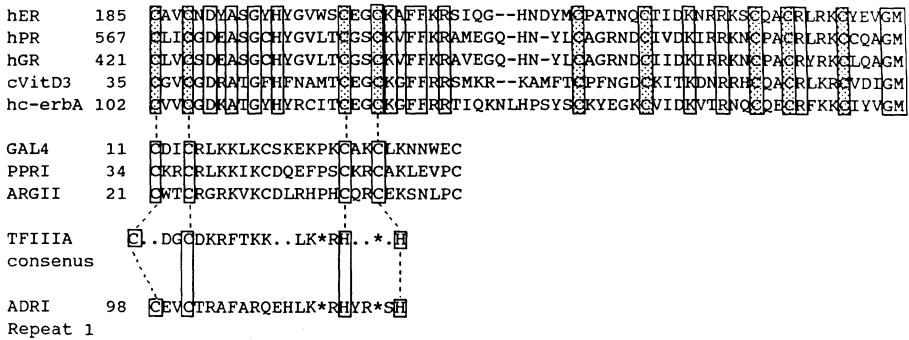 hER 185 CAVCNDYASGYHYGVWSCEGCKAFFKRSIQG--HNDYMCPATNQCTIDKNRRKSCQACRLRKCYEVGM
hPR 567 CLICGDEASGCHYGVLTCGSCKVFFKRAMEGQ-HN-YLCAGRNDCIVDKIRRKNCPACRLRKCCQAGM
hGR 421 CLVCSDEASGCHYGVLTCGSCKVFFKRAVEGQ-HN-YLCAGRNDCIIDKIRRKNCPACRYRKCLQAGM
cVitD3 35 CGVCGDRATGFHFNAMTCEGCKGFFRRSMKR--KAMFTCPFNGDCKITKDNRRHCQACRLKRCVDIGM
hc-erbA 102 CVVCGDKATGYHYRCITCEGCKGFFRRTIQKNLHPSYSCKYEGKCVIDKVTRNQCQECRFKKCIYVGM
GAL4 11 CDICRLKKLKCSKEKPKCAKCLKNNWEC
PPRI 34 CKRCRLKKIKCDQEFPSCKRCAKLEVPC
ARGII 21 CWTCRGRKVKCDLRHPHCQRCEKSNLPC
TFIIIA C..DGCDKRFTKK..LK*RH..*.H
consenus
ADRI 98 CEVCTRAFARQEHLK*RHYR*SH
Repeat 1